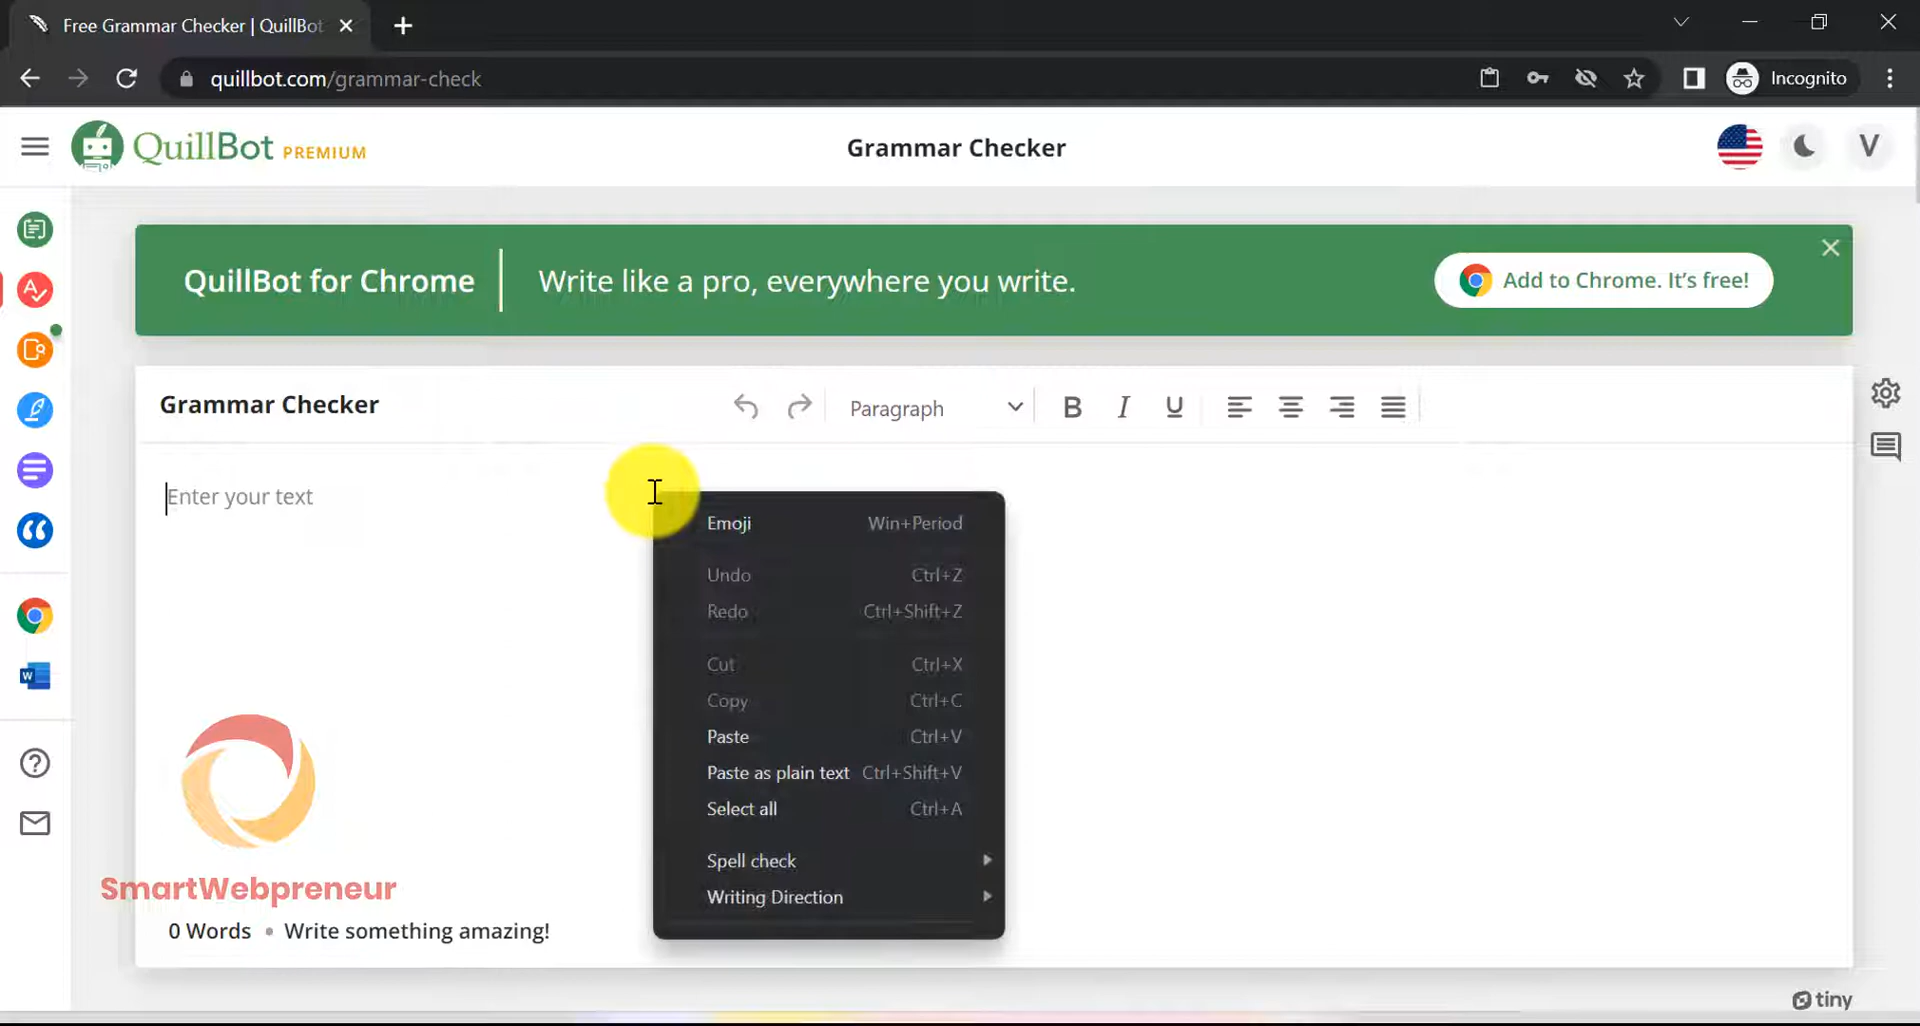 Free Grammar Checker | QuillBot
quillbot.com/grammar-check
Incognito
QuillBot PREMIUM
Grammar Checker
V
QuillBot for Chrome
Write like a pro, everywhere you write.
Add to Chrome. It's free!
Grammar Checker
Paragraph
B I U
Enter your text
Emoji Win+Period
Undo Ctrl+Z
Redo Ctrl+Shift+Z
Cut Ctrl+X
Copy Ctrl+C
Paste Ctrl+V
Paste as plain text Ctrl+Shift+V
Select all Ctrl+A
Spell check
Writing Direction
SmartWebpreneur
0 Words • Write something amazing!
tiny